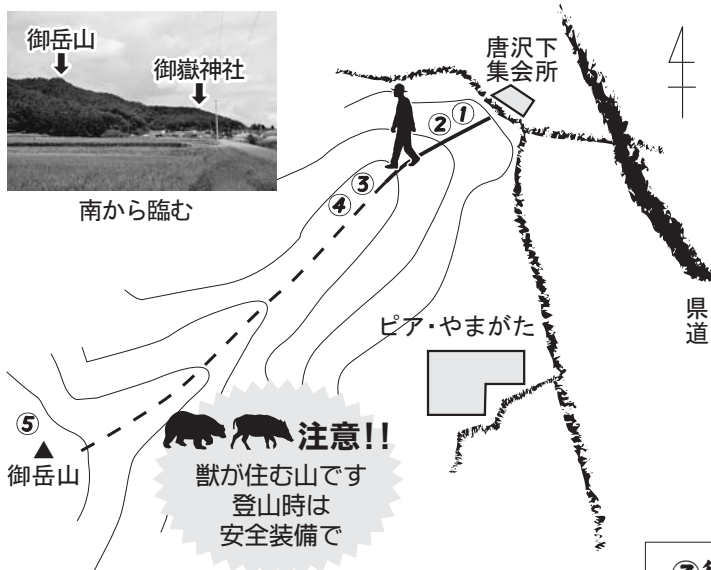 御岳山
御嶽神社
南から臨む
唐沢下
集会所
①
②
③
④
県道
ピア・やまがた
⑤
御岳山
注意!!
獣が住む山です
登山時は
安全装備で
⑦